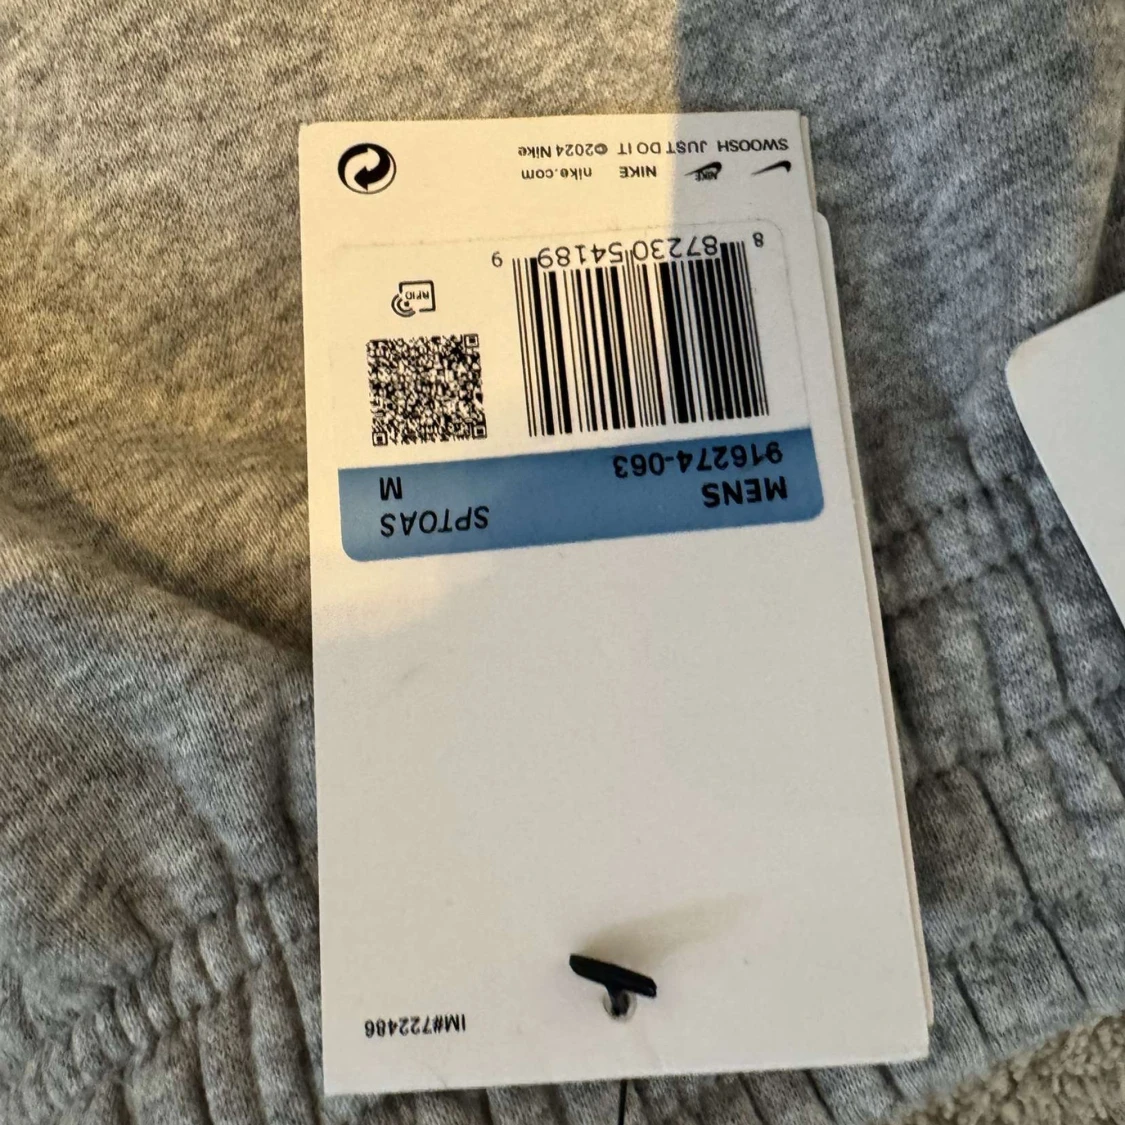 IM#722486
MENS SPTOAS
916274-063 M
8 87230 54189 9
RFID
NIKE NIKE nike.com
SWOOSH JUST DO IT ©2024 Nike